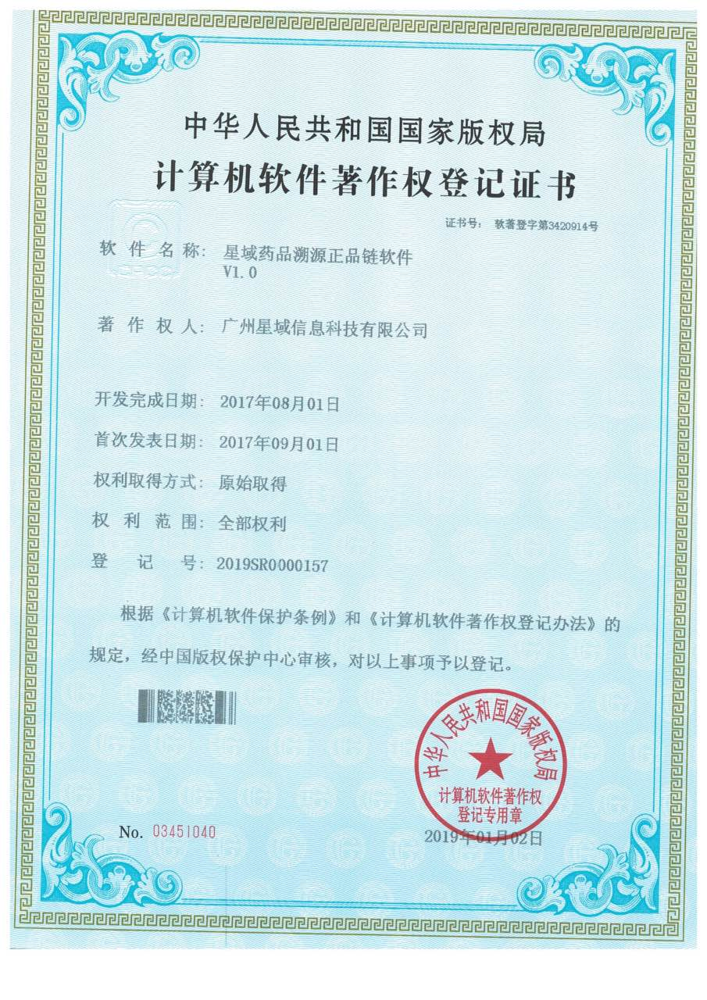 中华人民共和国国家版权局
计算机软件著作权登记证书
证书号： 软著登字第3420914号
软件名称： 星域药品溯源正品链软件
V1.0
著作权人： 广州星域信息科技有限公司
开发完成日期： 2017年08月01日
首次发表日期： 2017年09月01日
权利取得方式： 原始取得
权利范围： 全部权利
登记号： 2019SR0000157
根据《计算机软件保护条例》和《计算机软件著作权登记办法》的
规定，经中国版权保护中心审核，对以上事项予以登记。
中华人民共和国国家版权局
计算机软件著作权
登记专用章
No. 03451040
2019年01月02日